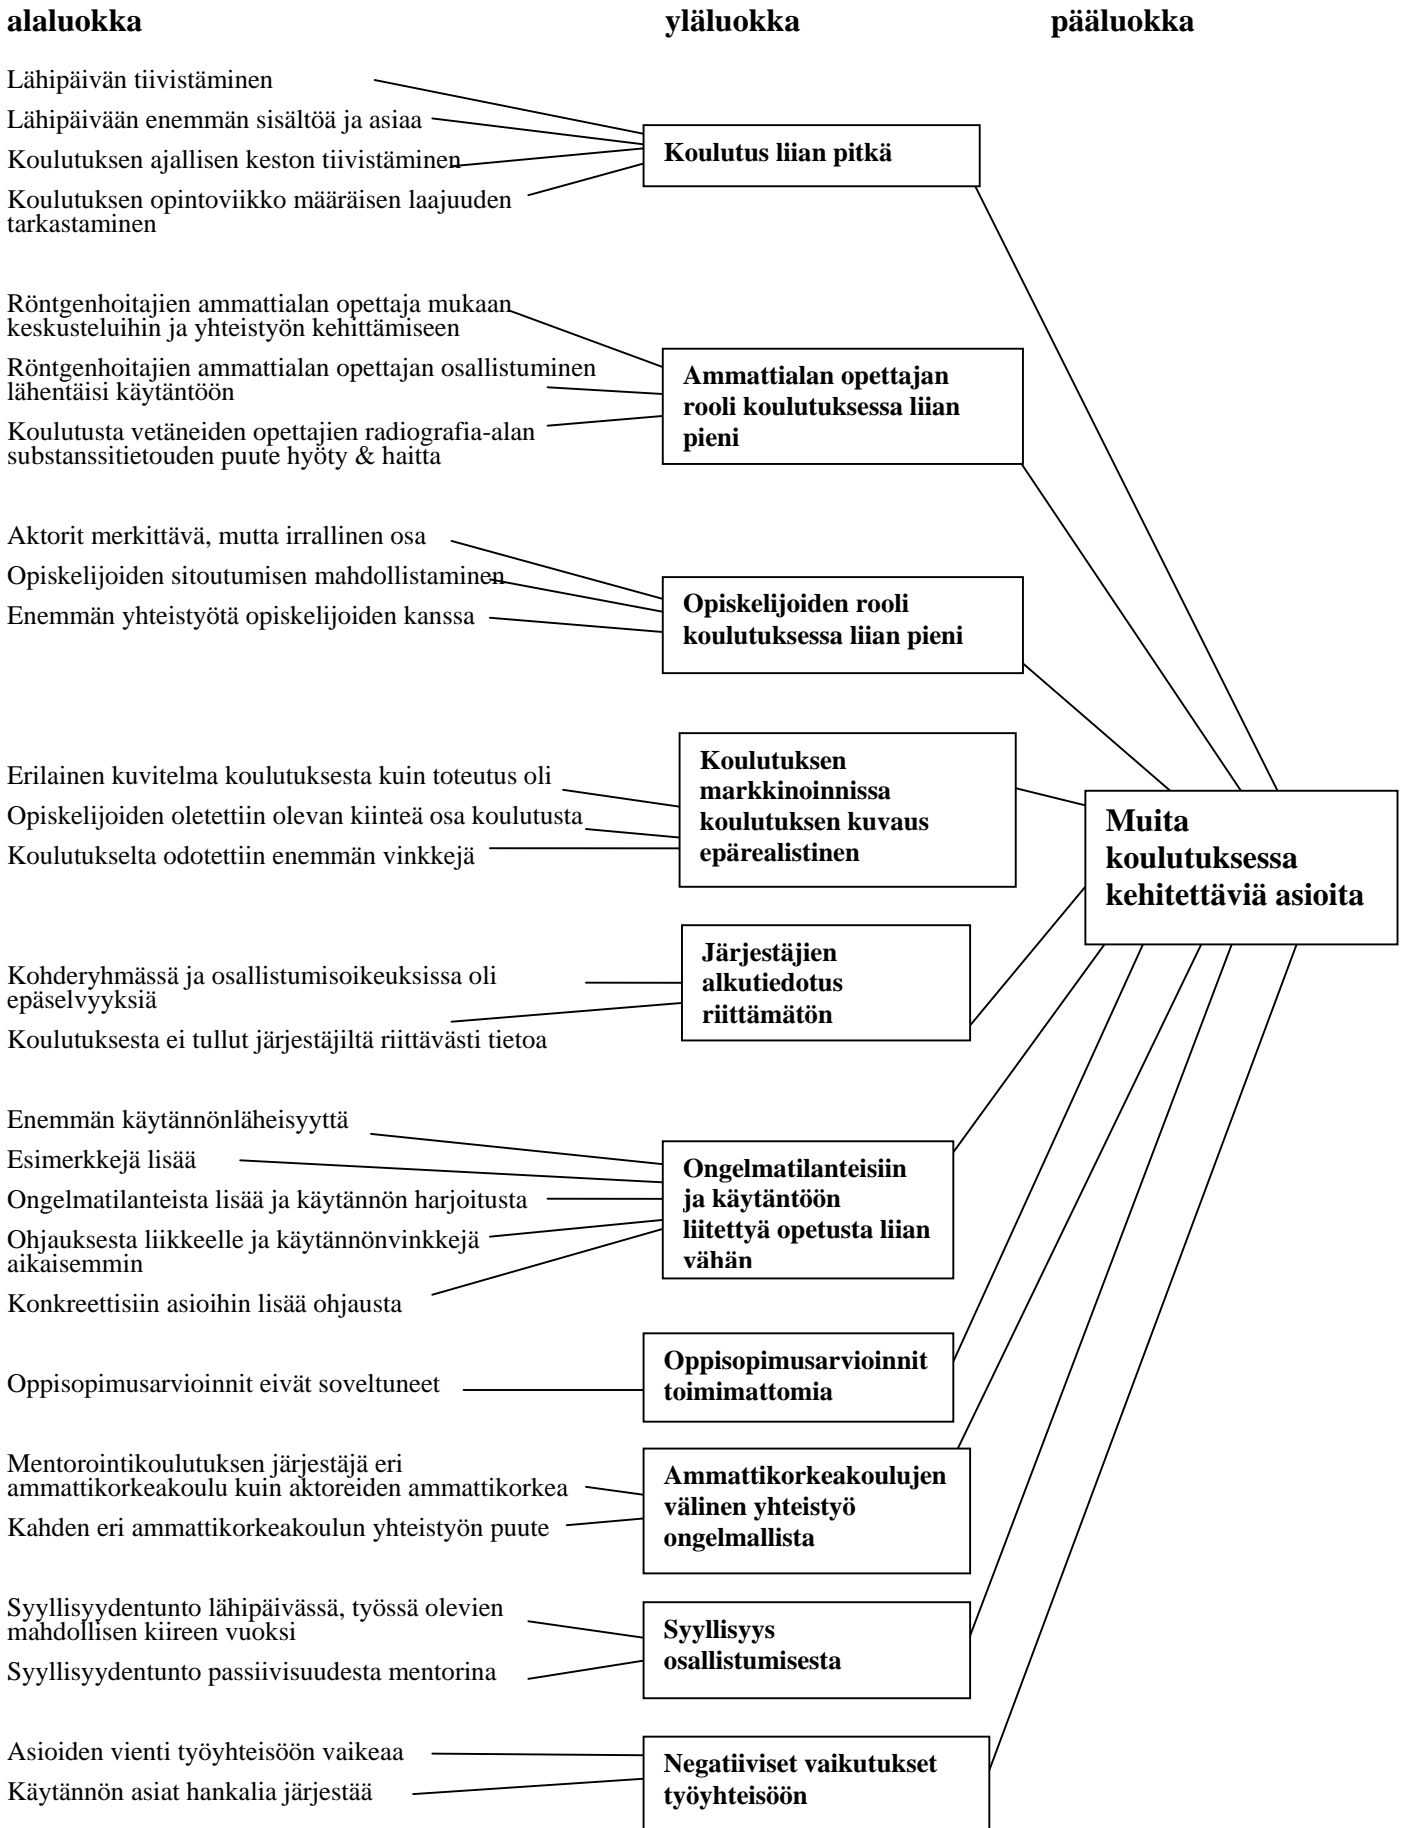 alaluokka yläluokka pääluokka
Lähipäivän tiivistäminen
Lähipäivään enemmän sisältöä ja asiaa
Koulutuksen ajallisen keston tiivistäminen
Koulutuksen opintoviikko määräisen laajuuden
tarkastaminen
Koulutus liian pitkä
Röntgenhoitajien ammattialan opettaja mukaan
keskusteluihin ja yhteistyön kehittämiseen
Röntgenhoitajien ammattialan opettajan osallistuminen
lähentäisi käytäntöön
Koulutusta vetäneiden opettajien radiografia-alan
substanssitietouden puute hyöty & haitta
Ammattialan opettajan
rooli koulutuksessa liian
pieni
Aktorit merkittävä, mutta irrallinen osa
Opiskelijoiden sitoutumisen mahdollistaminen
Enemmän yhteistyötä opiskelijoiden kanssa
Opiskelijoiden rooli
koulutuksessa liian pieni
Erilainen kuvitelma koulutuksesta kuin toteutus oli
Opiskelijoiden oletettiin olevan kiinteä osa koulutusta
Koulutukselta odotettiin enemmän vinkkejä
Koulutuksen
markkinoinnissa
koulutuksen kuvaus
epärealistinen
Muita
koulutuksessa
kehitettäviä asioita
Kohderyhmässä ja osallistumisoikeuksissa oli
epäselvyyksiä
Koulutuksesta ei tullut järjestäjiltä riittävästi tietoa
Järjestäjien
alkutiedotus
riittämätön
Enemmän käytännönläheisyyttä
Esimerkkejä lisää
Ongelmatilanteista lisää ja käytännön harjoitusta
Ohjauksesta liikkeelle ja käytännönvinkkejä
aikaisemmin
Konkreettisiin asioihin lisää ohjausta
Ongelmatilanteisiin
ja käytäntöön
liitettyä opetusta liian
vähän
Oppisopimusarvioinnit eivät soveltuneet
Oppisopimusarvioinnit
toimimattomia
Mentorointikoulutuksen järjestäjä eri
ammattikorkeakoulu kuin aktoreiden ammattikorkea
Kahden eri ammattikorkeakoulun yhteistyön puute
Ammattikorkeakoulujen
välinen yhteistyö
ongelmallista
Syyllisyydentunto lähipäivässä, työssä olevien
mahdollisen kiireen vuoksi
Syyllisyydentunto passiivisuudesta mentorina
Syyllisyys
osallistumisesta
Asioiden vienti työyhteisöön vaikeaa
Käytännön asiat hankalia järjestää
Negatiiviset vaikutukset
työyhteisöön